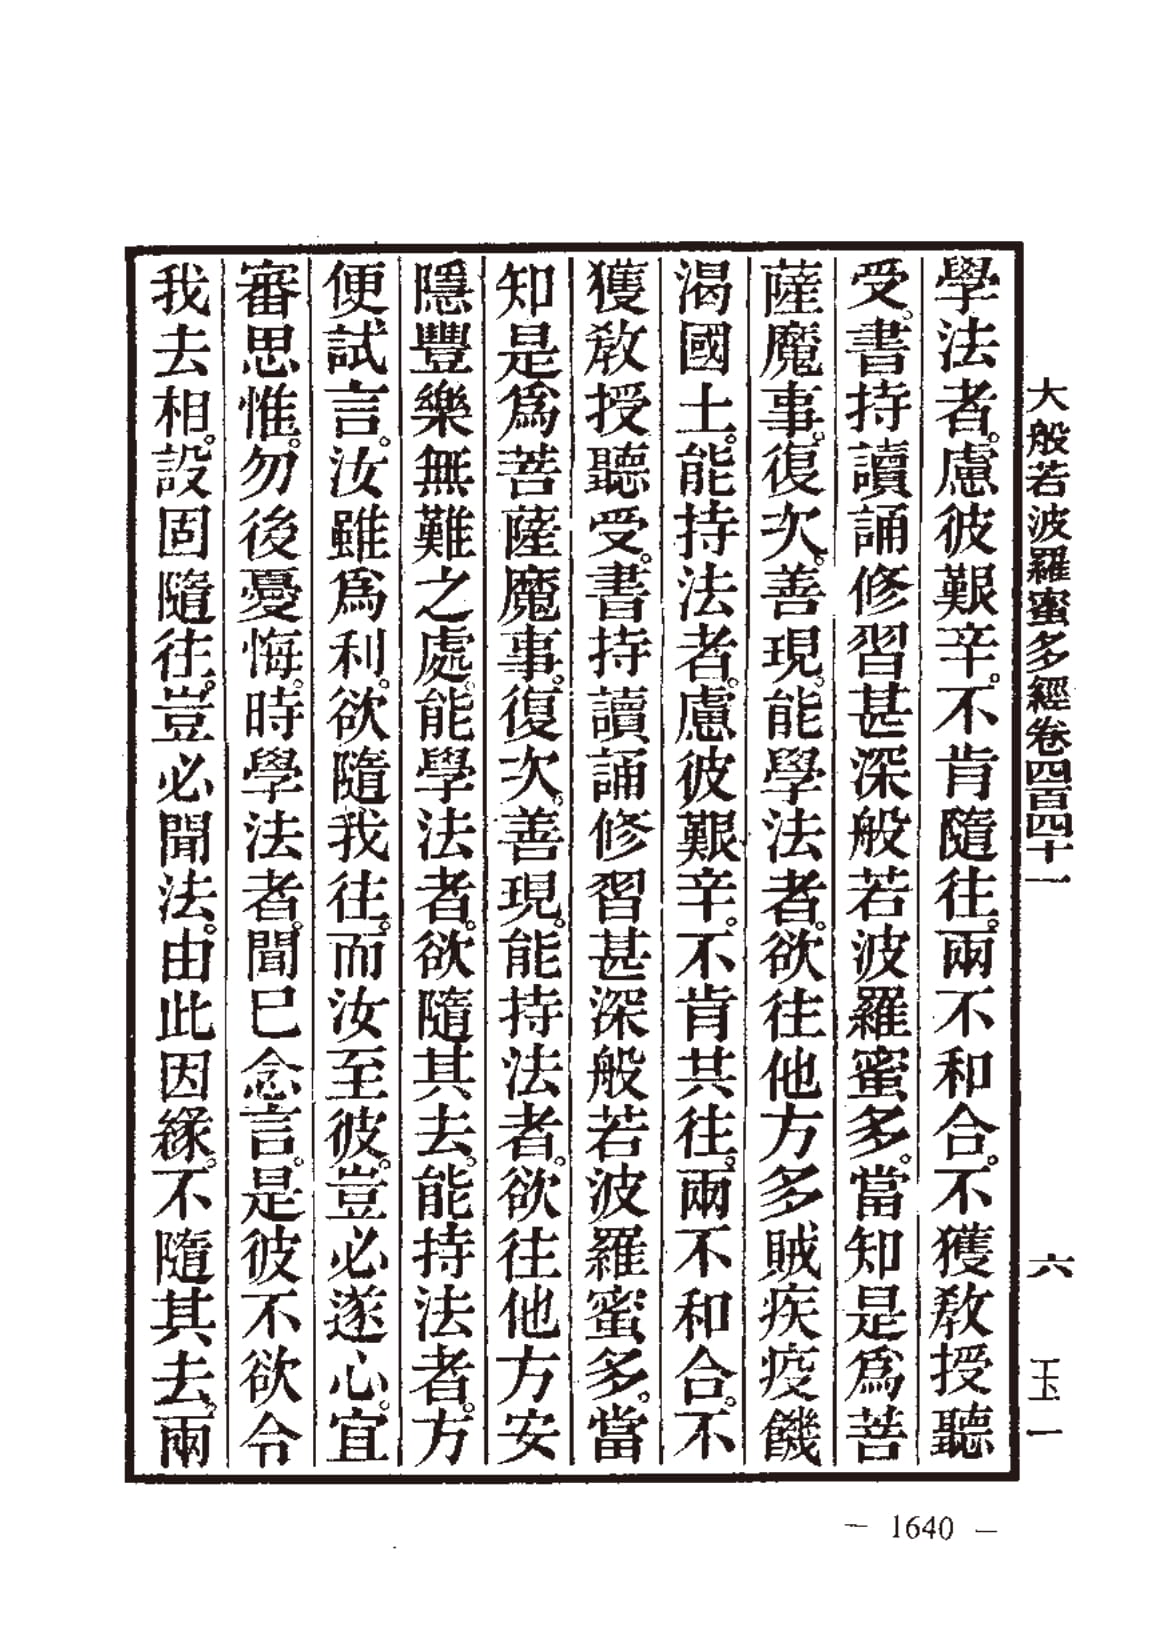 大般若波羅蜜多經卷四百四十一　六　玉一
學法者。慮彼艱辛。不肯隨往。兩不和合。不獲教授聽
受。書持讀誦修習甚深般若波羅蜜多。當知是爲菩
薩魔事。復次。善現。能學法者。欲往他方多賊疾疫饑
渴國土。能持法者。慮彼艱辛。不肯共往。兩不和合。不
獲教授聽受。書持讀誦修習甚深般若波羅蜜多。當
知是爲菩薩魔事。復次。善現。能持法者。欲往他方安
隱豐樂無難之處。能學法者。欲隨其去。能持法者。方
便試言。汝雖爲利。欲隨我往。而汝至彼。豈必遂心。宜
審思惟。勿後憂悔。時學法者。聞已念言。是彼不欲令
我去相。設固隨往。豈必聞法。由此因緣。不隨其去。兩
— 1640 —